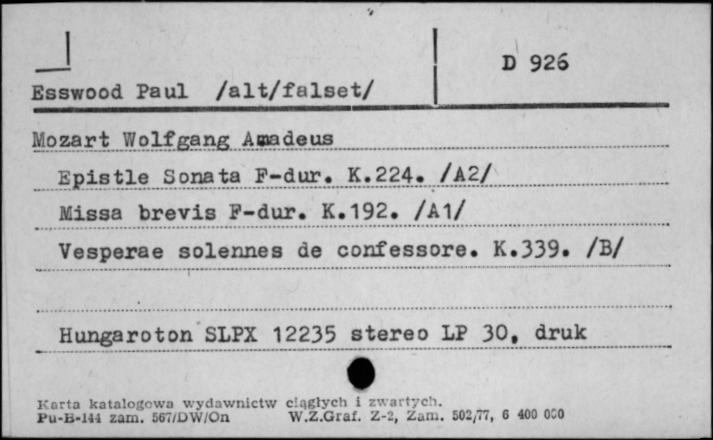 D 926
Esswood Paul /alt/falset/
Mozart Wolfgang Amadeus
Epistle Sonata F-dur. K.224. /A2/
Missa brevis F-dur. K.192. /A1/
Vesperae solennes de confessore. K.339. /B/
Hungaroton SLPX 12235 stereo LP 30, druk
Karta katalogowa wydawnictw ciągłych i zwartych.
Pu-B-144 zam. 567/DW/On W.Z.Graf. Z-2, Zam. 502/77, 6 400 000